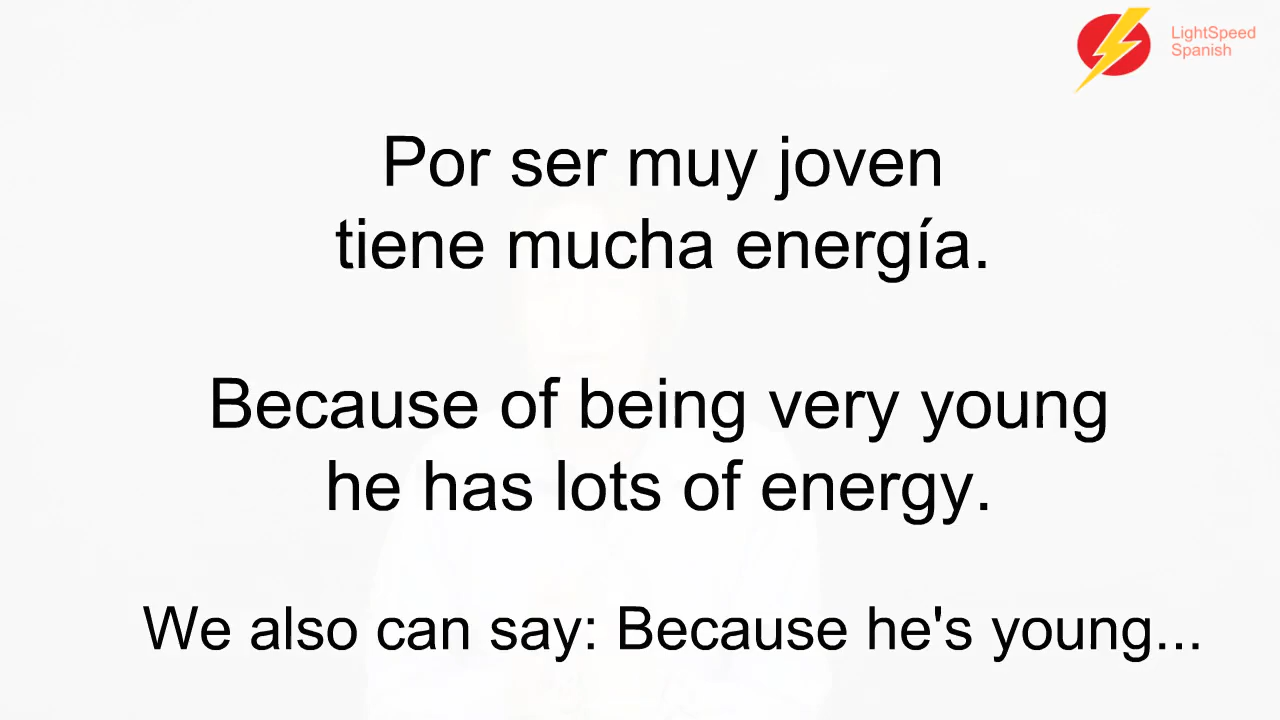 LightSpeed
Spanish
Por ser muy joven
tiene mucha energía.
Because of being very young
he has lots of energy.
We also can say: Because he's young...